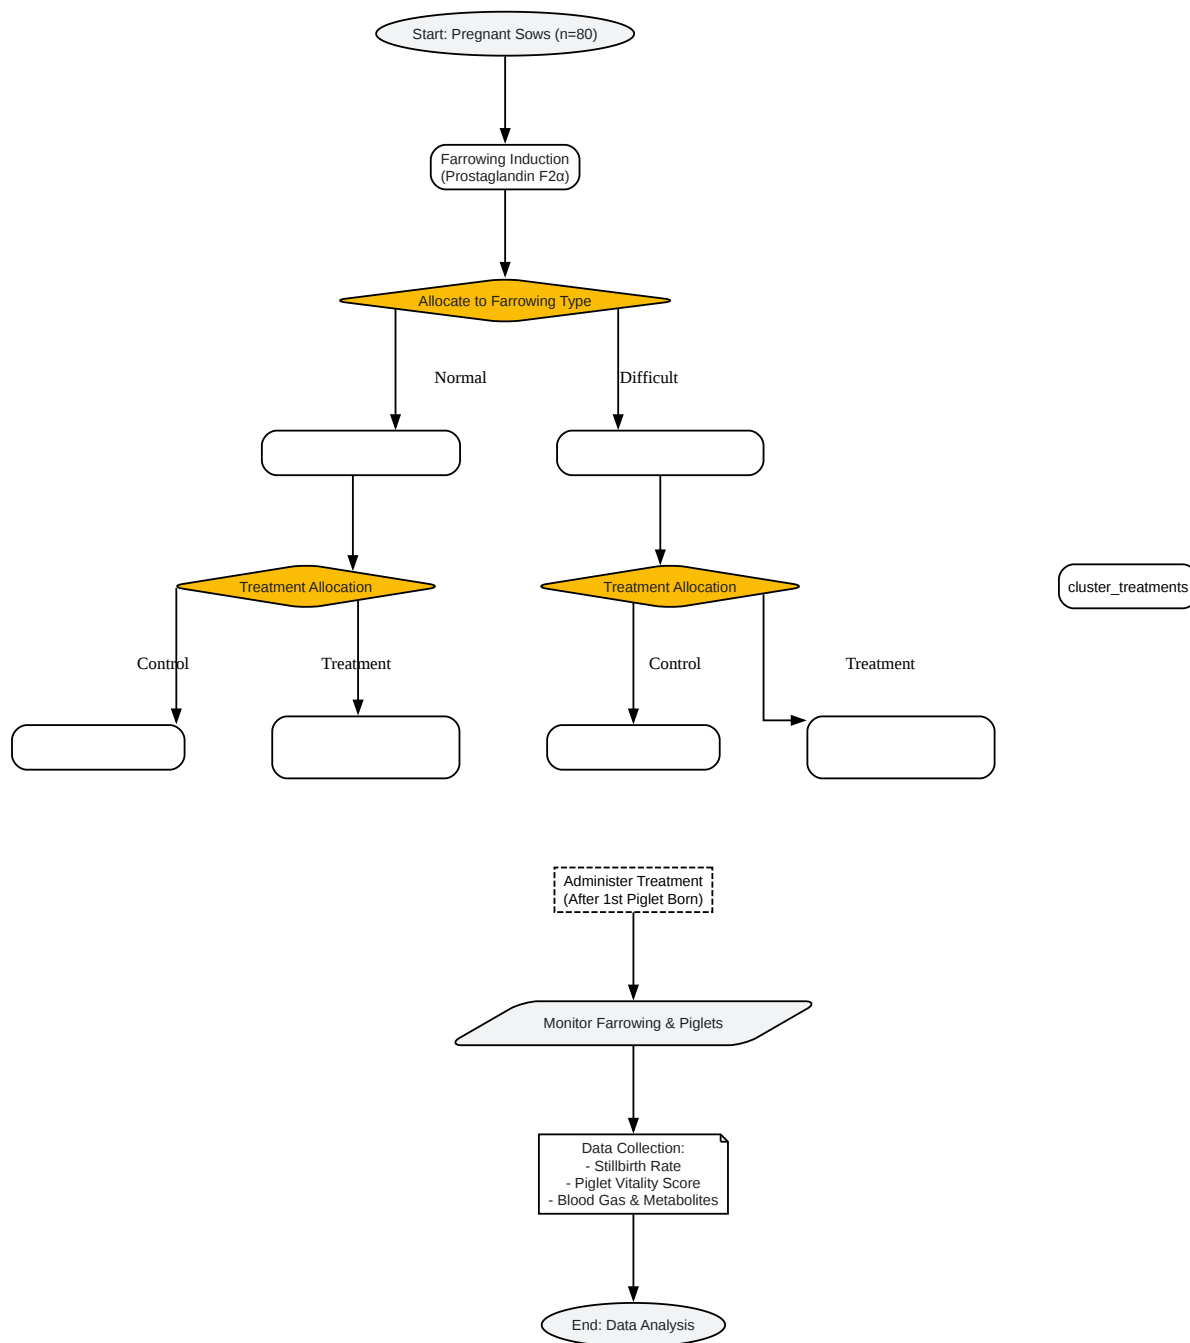 Start: Pregnant Sows (n=80)
Farrowing Induction
(Prostaglandin F2α)
Allocate to Farrowing Type
Normal
Difficult
Treatment Allocation
Treatment Allocation
cluster_treatments
Control
Treatment
Control
Treatment
Administer Treatment
(After 1st Piglet Born)
Monitor Farrowing & Piglets
Data Collection:
- Stillbirth Rate
- Piglet Vitality Score
- Blood Gas & Metabolites
End: Data Analysis